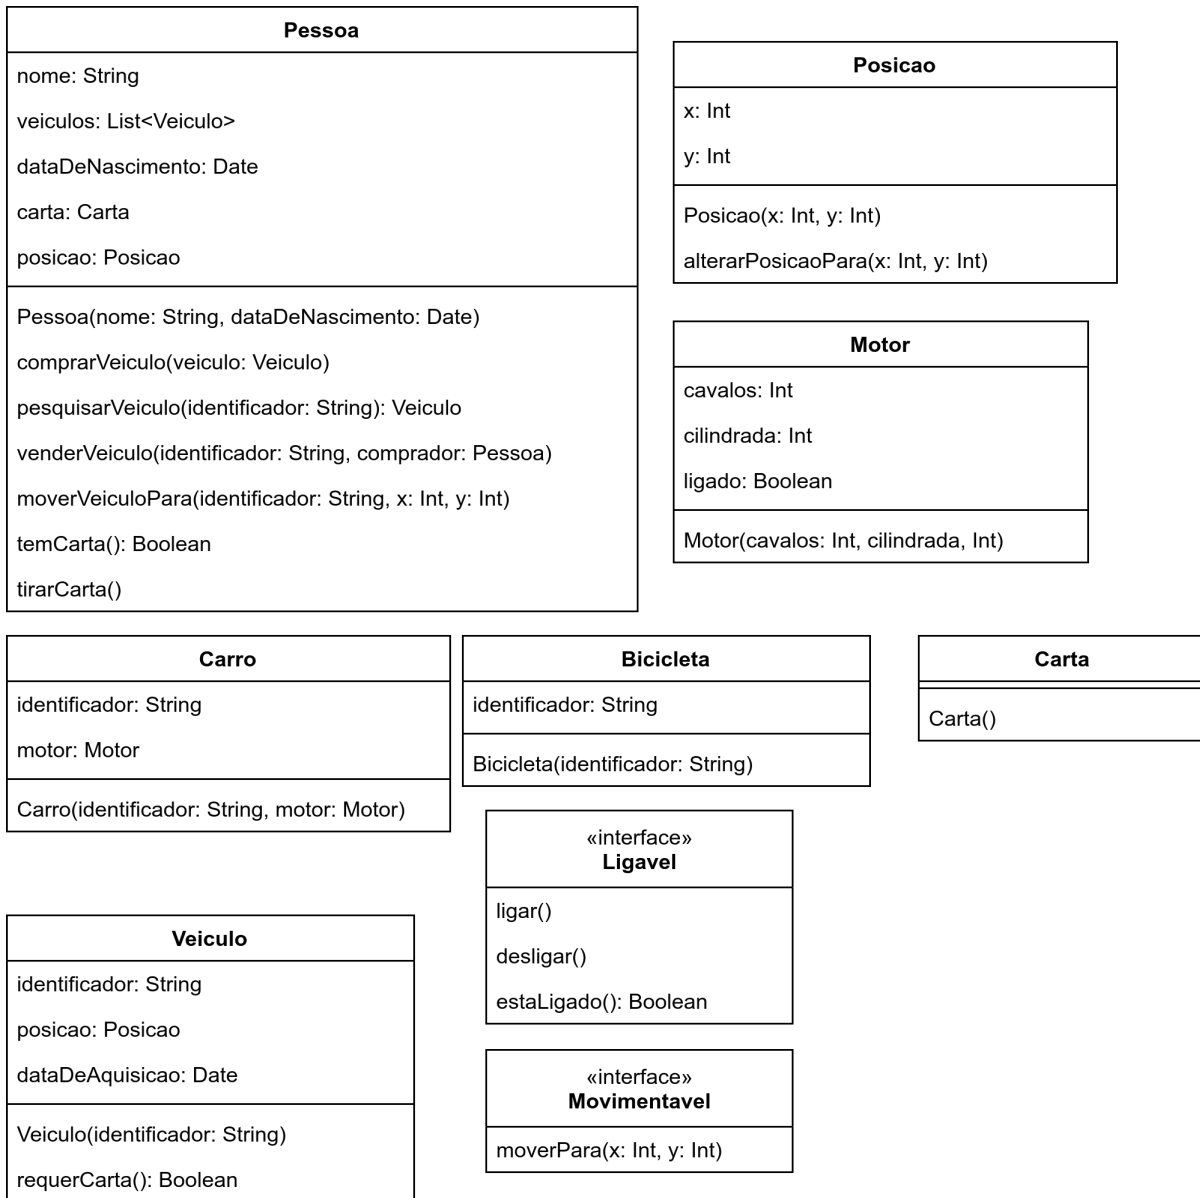 Pessoa
nome: String
veiculos: List<Veiculo>
dataDeNascimento: Date
carta: Carta
posicao: Posicao
Pessoa(nome: String, dataDeNascimento: Date)
comprarVeiculo(veiculo: Veiculo)
pesquisarVeiculo(identificador: String): Veiculo
venderVeiculo(identificador: String, comprador: Pessoa)
moverVeiculoPara(identificador: String, x: Int, y: Int)
temCarta(): Boolean
tirarCarta()
Posicao
x: Int
y: Int
Posicao(x: Int, y: Int)
alterarPosicaoPara(x: Int, y: Int)
Motor
cavalos: Int
cilindrada: Int
ligado: Boolean
Motor(cavalos: Int, cilindrada, Int)
Carro
identificador: String
motor: Motor
Carro(identificador: String, motor: Motor)
Bicicleta
identificador: String
Bicicleta(identificador: String)
Carta
Carta()
«interface»
Ligavel
ligar()
desligar()
estaLigado(): Boolean
Veiculo
identificador: String
posicao: Posicao
dataDeAquisicao: Date
Veiculo(identificador: String)
requerCarta(): Boolean
«interface»
Movimentavel
moverPara(x: Int, y: Int)